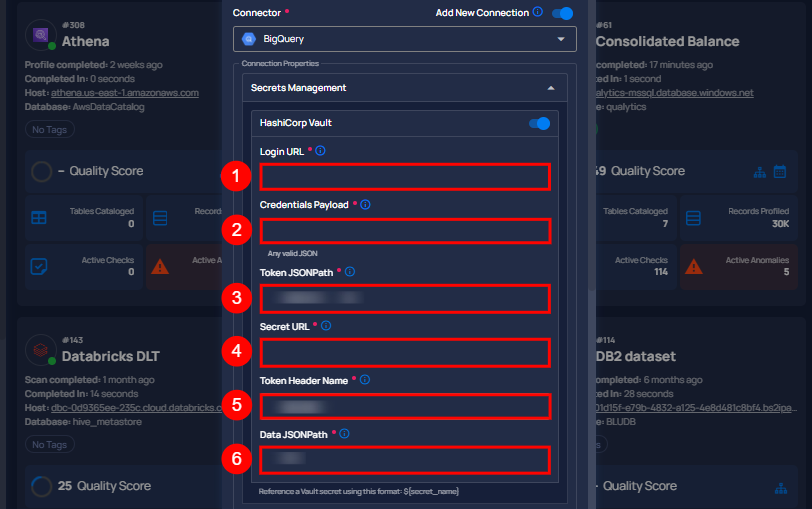 #308
Athena
Profile completed: 2 weeks ago
Completed In: 0 seconds
Host: athena.us-east-1.amazonaws.com
Database: AwsDataCatalog
No Tags
– Quality Score
Tables Cataloged
0
Records
Active Checks
0
Active A
#143
Databricks DLT
Scan completed: 1 month ago
Completed In: 14 seconds
Host: dbc-0d9365ee-235c.cloud.databricks.c
Database: hive_metastore
No Tags
25 Quality Score
Connector *
Add New Connection
BigQuery
Connection Properties
Secrets Management
HashiCorp Vault
Login URL *
1
Credentials Payload *
2
Any valid JSON
Token JSONPath *
3
Secret URL *
4
Token Header Name *
5
Data JSONPath *
6
Reference a Vault secret using this format: ${secret_name}
#61
Consolidated Balance
completed: 17 minutes ago
ted In: 1 second
alytics-mssql.database.windows.net
e: qualytics
49 Quality Score
Tables Cataloged
7
Records Profiled
30K
Active Checks
114
Active Anomalies
5
#114
DB2 dataset
completed: 6 months ago
ted In: 28 seconds
01d15f-e79b-4832-a125-4e8d481c8bf4.bs2ipa...
e: BLUDB
s
– Quality Score